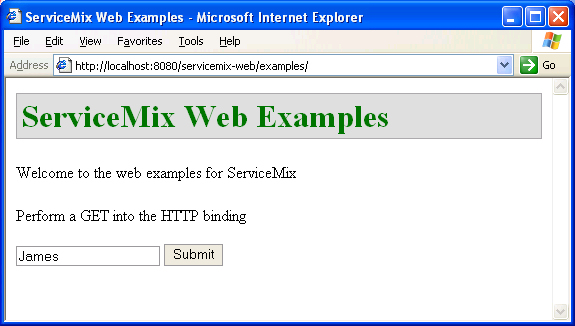 ServiceMix Web Examples - Microsoft Internet Explorer
File Edit View Favorites Tools Help
Address http://localhost:8080/servicemix-web/examples/ Go
ServiceMix Web Examples
Welcome to the web examples for ServiceMix
Perform a GET into the HTTP binding
James Submit